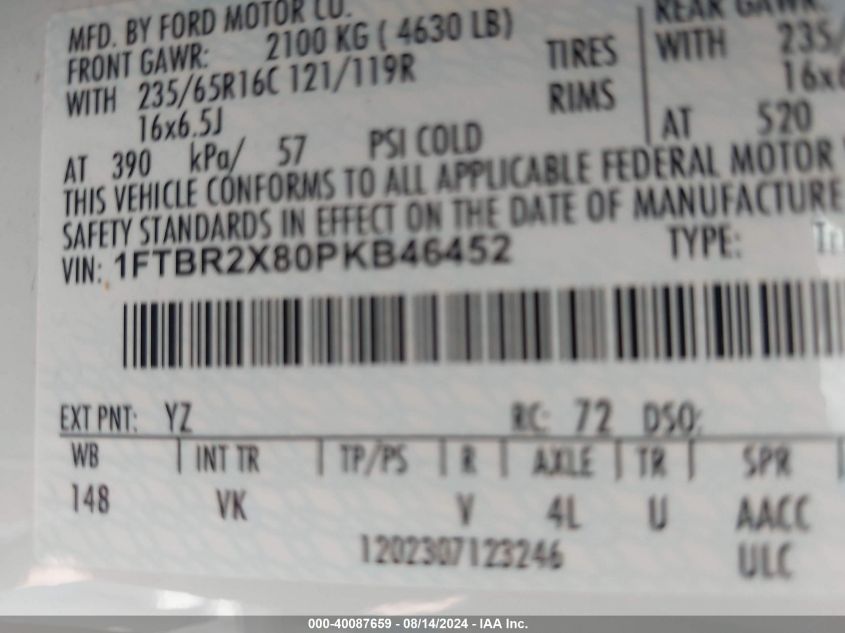 MFD. BY FORD MOTOR CO.
FRONT GAWR: 2100 KG ( 4630 LB) REAR GAWR
WITH 235/65R16C 121/119R TIRES WITH 235/
16x6.5J RIMS 16x6
AT 390 kPa/ 57 PSI COLD AT 520
THIS VEHICLE CONFORMS TO ALL APPLICABLE FEDERAL MOTOR
SAFETY STANDARDS IN EFFECT ON THE DATE OF MANUFACTURE
VIN: 1FTBR2X80PKB46452 TYPE:
EXT PNT: YZ RC: 72 DSO:
WB INT TR TP/PS R AXLE TR SPR
148 VK V 4L U AACC
1202307123246 ULC
000-40087659 - 08/14/2024 - IAA Inc.